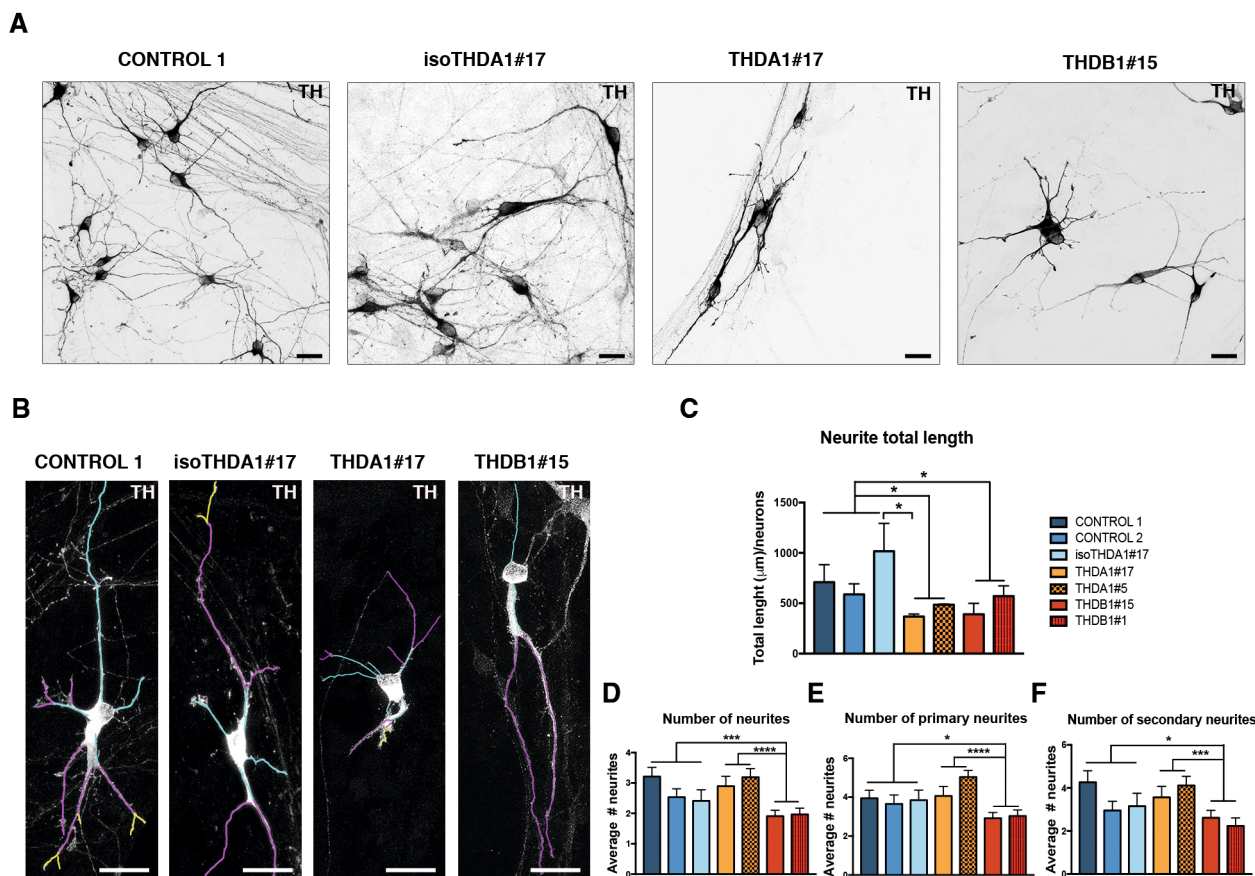 A
CONTROL 1
isoTHDA1#17
THDA1#17
THDB1#15
TH
TH
TH
TH
B
CONTROL 1
isoTHDA1#17
THDA1#17
THDB1#15
TH
TH
TH
TH
C
Neurite total length
Total lenght (μm)/neurons
1500
1000
500
0
*
*
*
CONTROL 1
CONTROL 2
isoTHDA1#17
THDA1#17
THDA1#5
THDB1#15
THDB1#1
D
Number of neurites
Average # neurites
4
3
2
1
0
***
****
E
Number of primary neurites
Average # neurites
6
4
2
0
*
****
F
Number of secondary neurites
Average # neurites
6
4
2
0
*
***